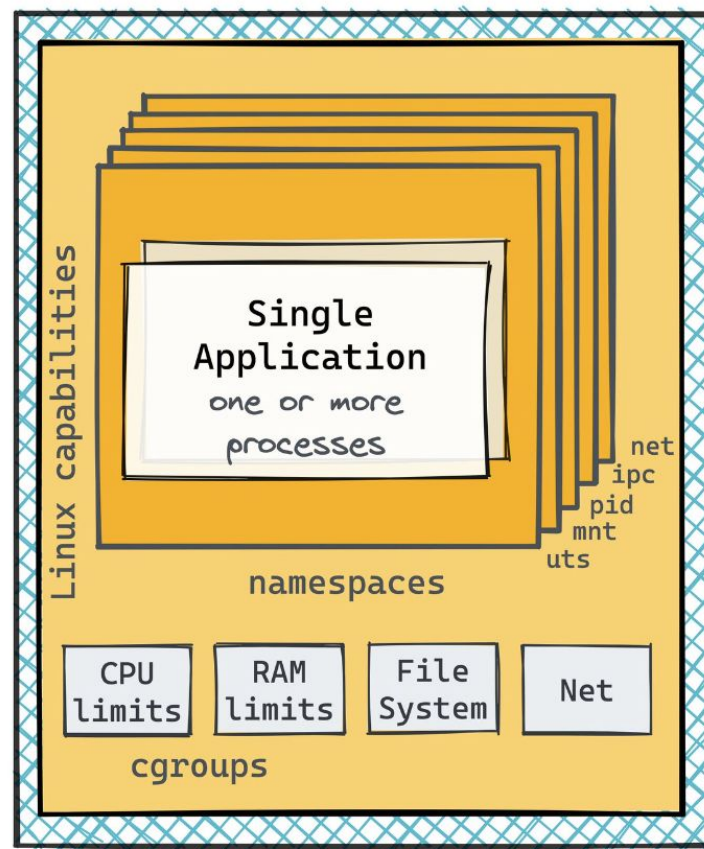 Linux capabilities
Single
Application
one or more
processes
net
ipc
pid
mnt
uts
namespaces
CPU
limits
RAM
limits
File
System
Net
cgroups